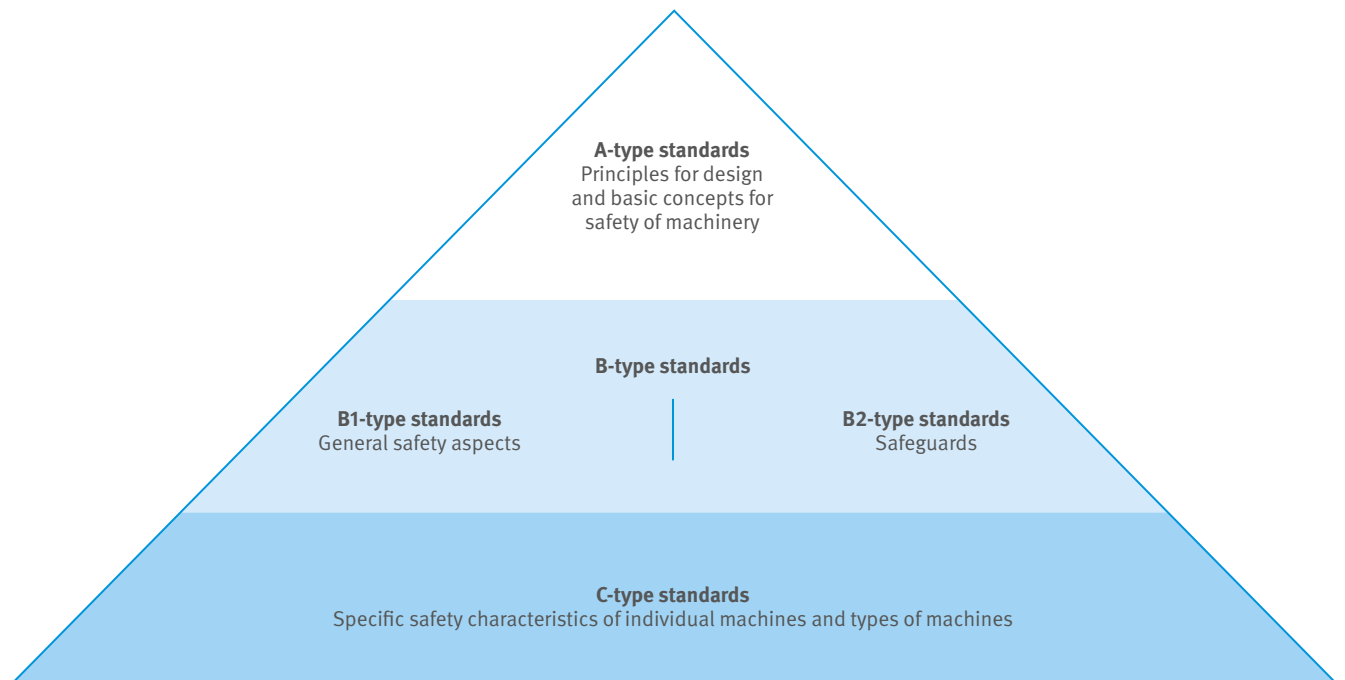 A-type standards
Principles for design
and basic concepts for
safety of machinery
B-type standards
B1-type standards
General safety aspects
B2-type standards
Safeguards
C-type standards
Specific safety characteristics of individual machines and types of machines